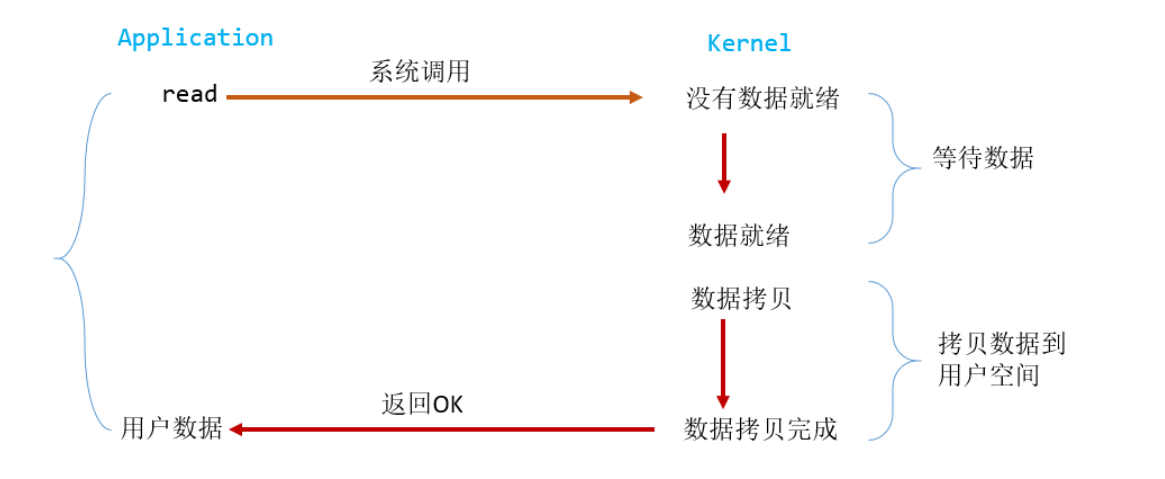 Application
Kernel
系统调用
read
没有数据就绪
等待数据
数据就绪
数据拷贝
拷贝数据到
用户空间
返回OK
用户数据
数据拷贝完成